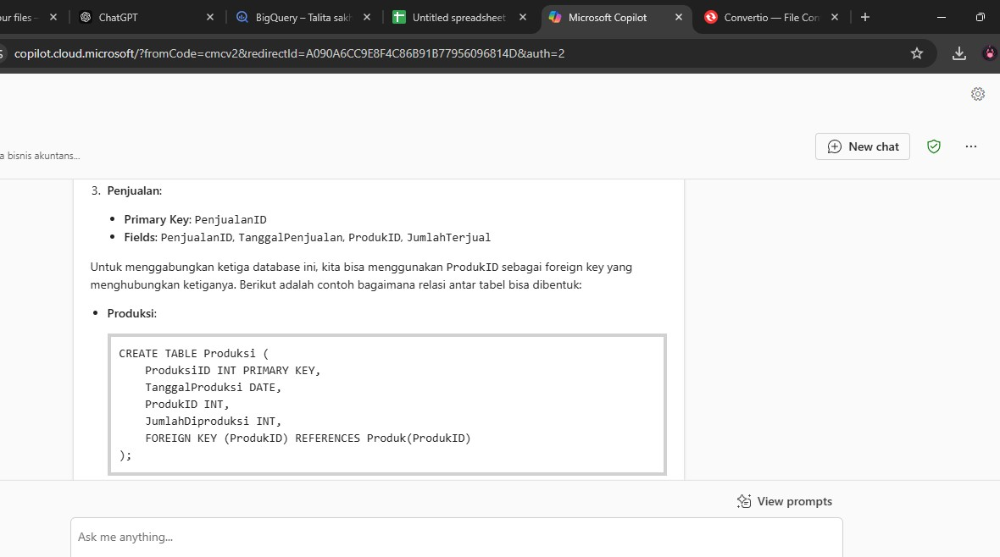 our files –
ChatGPT
BigQuery – Talita sakh
Untitled spreadsheet
Microsoft Copilot
Convertio — File Con
copilot.cloud.microsoft/?fromCode=cmcv2&redirectId=A090A6CC9E8F4C86B91B77956096814D&auth=2
a bisnis akuntans...
New chat
3. Penjualan:
• Primary Key: PenjualanID
• Fields: PenjualanID, TanggalPenjualan, ProdukID, JumlahTerjual
Untuk menggabungkan ketiga database ini, kita bisa menggunakan ProdukID sebagai foreign key yang
menghubungkan ketiganya. Berikut adalah contoh bagaimana relasi antar tabel bisa dibentuk:
• Produksi:
CREATE TABLE Produksi (
    ProduksiID INT PRIMARY KEY,
    TanggalProduksi DATE,
    ProdukID INT,
    JumlahDiproduksi INT,
    FOREIGN KEY (ProdukID) REFERENCES Produk(ProdukID)
);
View prompts
Ask me anything...